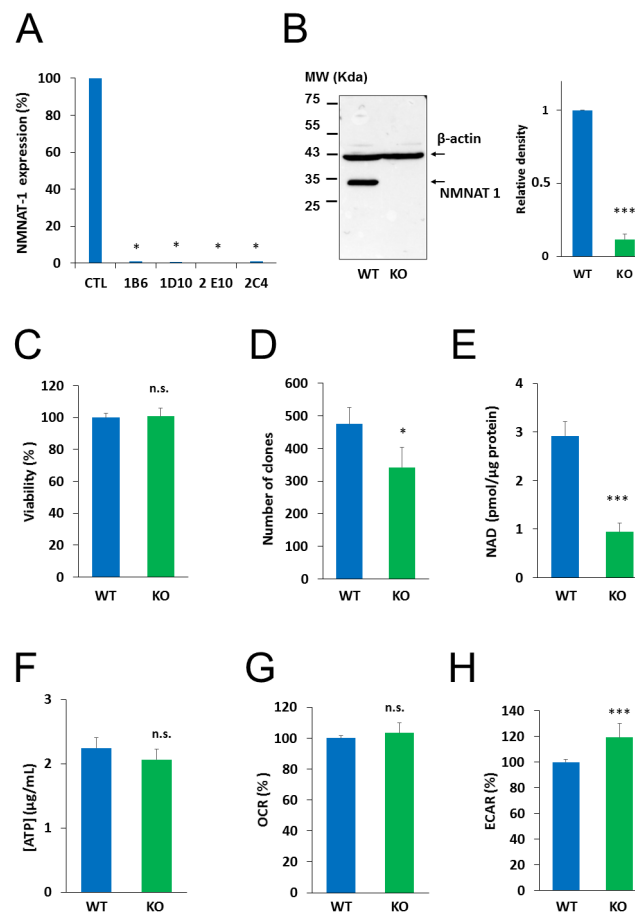 A
NMNAT-1 expression (%)
100
80
60
40
20
0
* * * *
CTL 1B6 1D10 2 E10 2C4
B
MW (Kda)
75
55
43
35
25
β-actin
NMNAT 1
WT KO
Relative density
1
0.5
0
***
WT KO
C
Viability (% )
120
100
80
60
40
20
0
n.s.
WT KO
D
Number of clones
600
500
400
300
200
100
0
*
WT KO
E
NAD (pmol/µg protein)
4
3
2
1
0
***
WT KO
F
[ATP] (µg/mL)
3
2
1
0
n.s.
WT KO
G
OCR (% )
120
100
80
60
40
20
0
n.s.
WT KO
H
ECAR (%)
140
120
100
80
60
40
20
0
***
WT KO